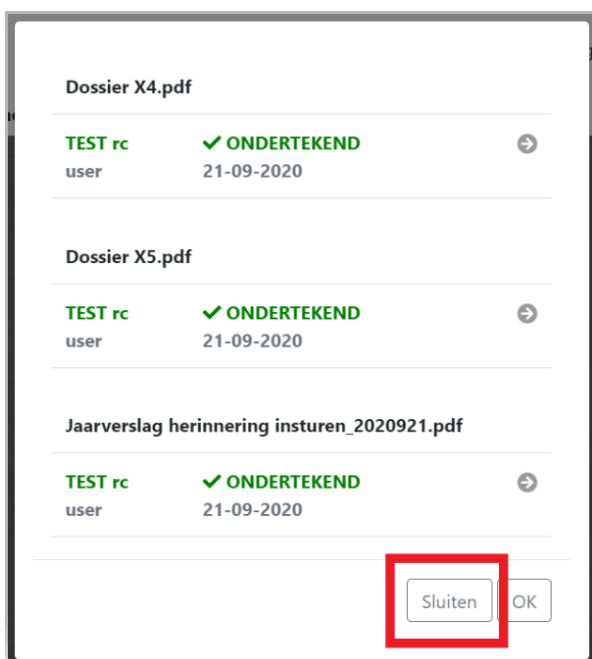 Dossier X4.pdf
TEST rc ✔ ONDERTEKEND
user 21-09-2020
Dossier X5.pdf
TEST rc ✔ ONDERTEKEND
user 21-09-2020
Jaarverslag herinnering insturen_2020921.pdf
TEST rc ✔ ONDERTEKEND
user 21-09-2020
Sluiten OK